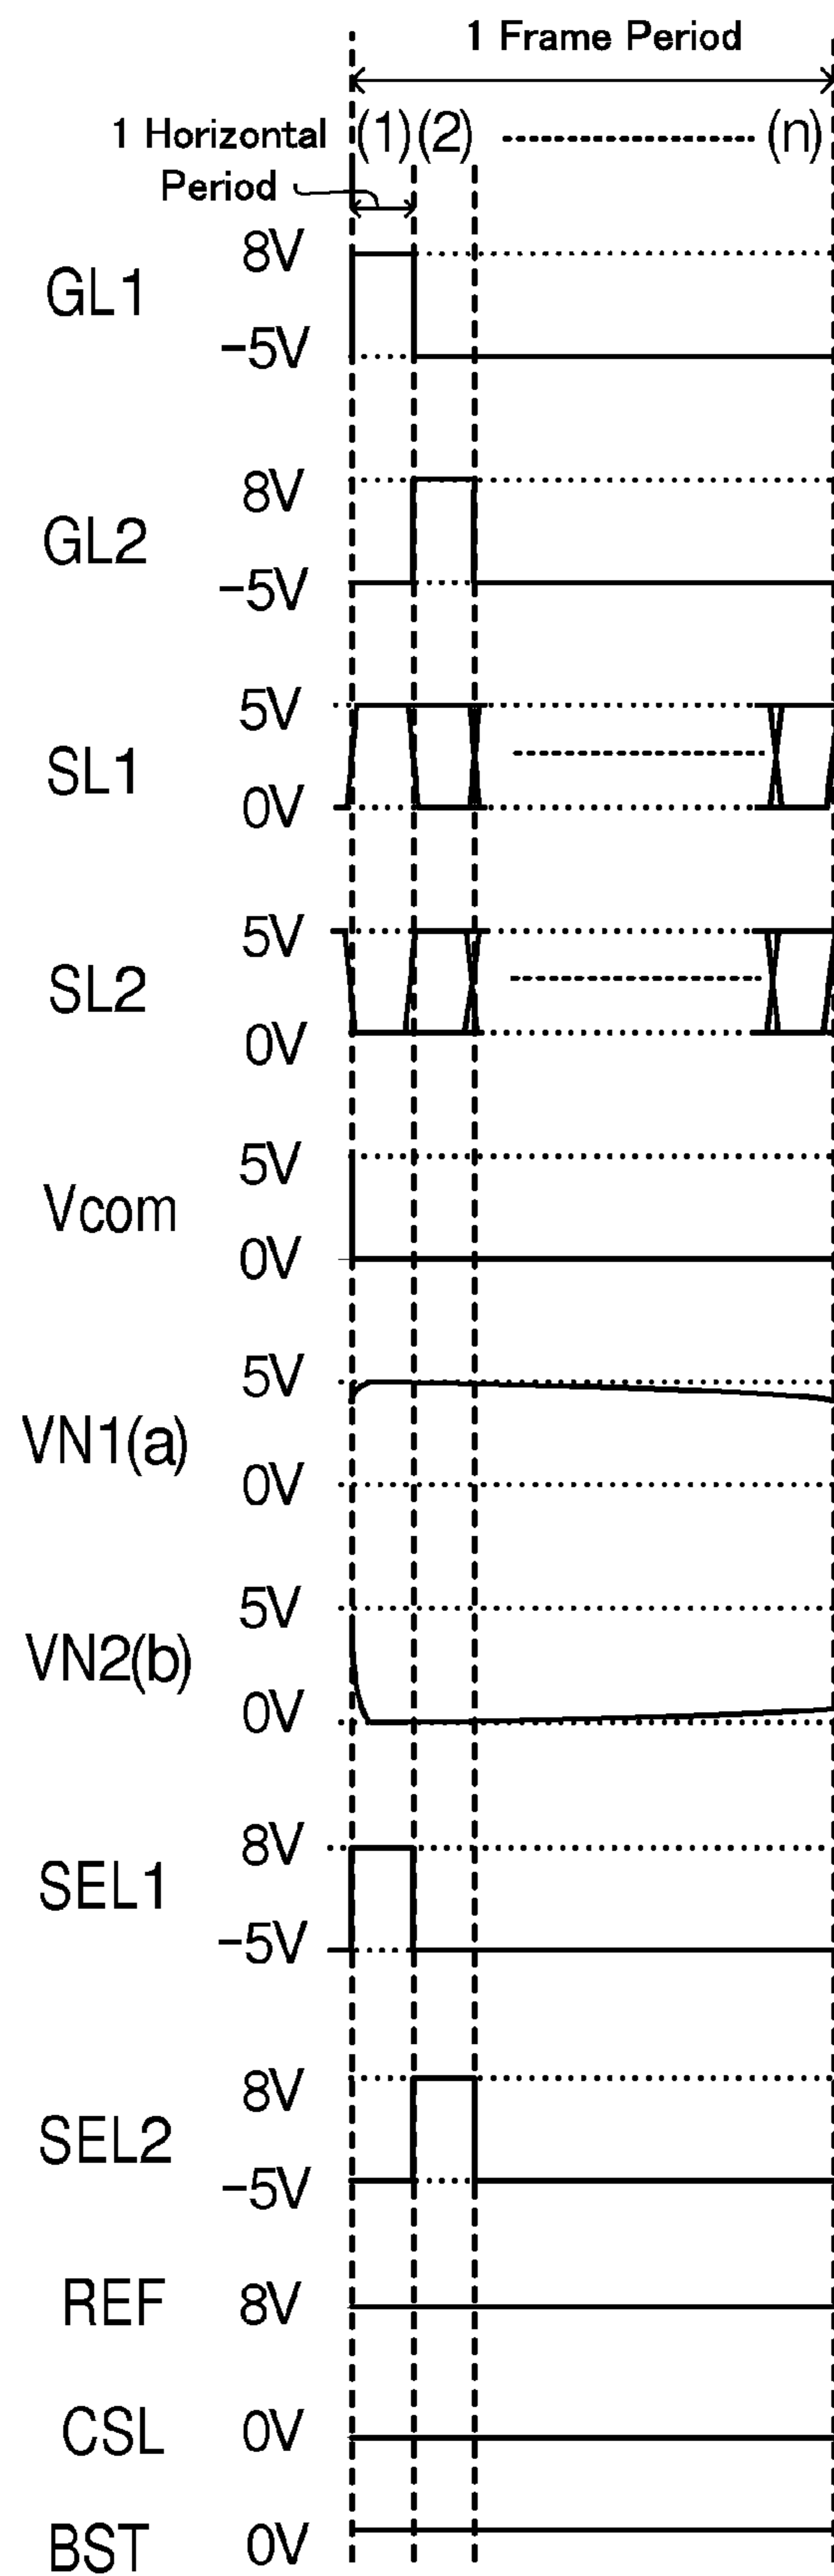 1 Frame Period
1 Horizontal Period
(1) (2) (n)
GL1 8V -5V
GL2 8V -5V
SL1 5V 0V
SL2 5V 0V
Vcom 5V 0V
VN1(a) 5V 0V
VN2(b) 5V 0V
SEL1 8V -5V
SEL2 8V -5V
REF 8V
CSL 0V
BST 0V